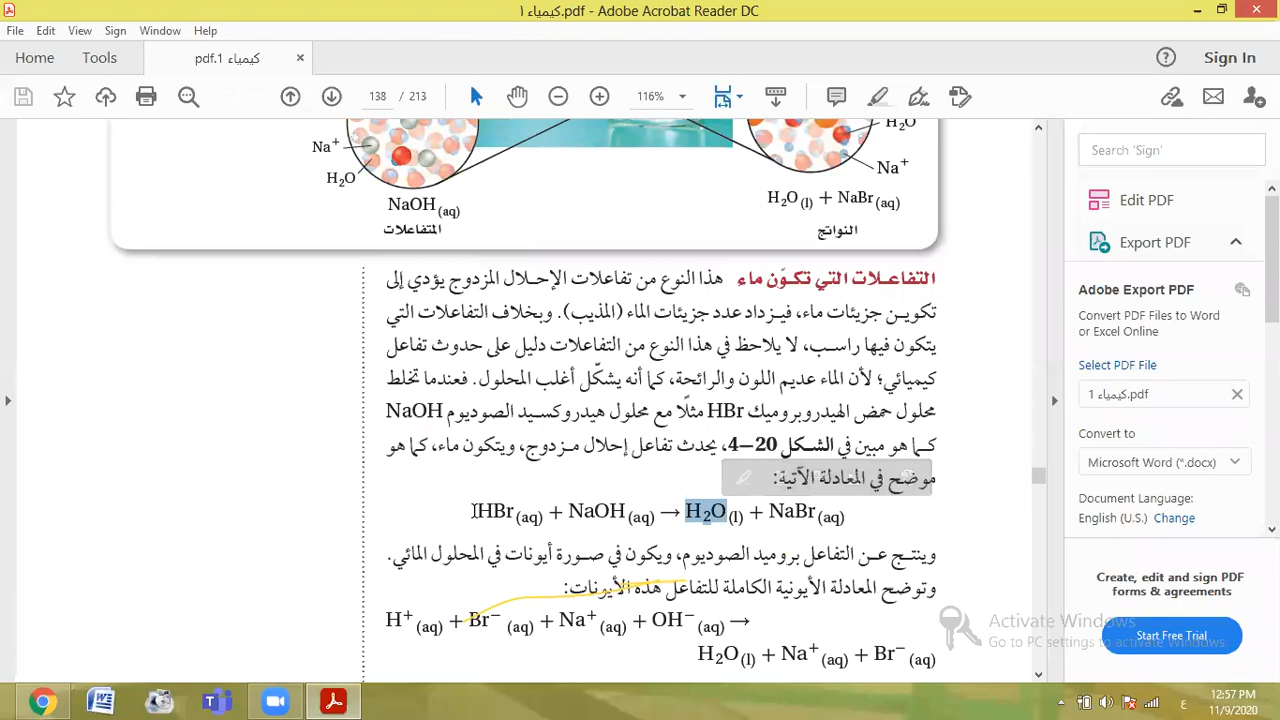 كيمياء 1.pdf - Adobe Acrobat Reader DC
File Edit View Sign Window Help
Home Tools كيمياء 1.pdf × Sign In
138 / 213 116%
Na⁺
H₂O
NaOH(aq)
المتفاعلات
H₂O
Na⁺
H₂O(l) + NaBr(aq)
النواتج
التفاعلات التي تكوّن ماء هذا النوع من تفاعلات الإحلال المزدوج يؤدي إلى
تكوين جزيئات ماء، فيزداد عدد جزيئات الماء (المذيب). وبخلاف التفاعلات التي
يتكون فيها راسب، لا يلاحظ في هذا النوع من التفاعلات دليل على حدوث تفاعل
كيميائي؛ لأن الماء عديم اللون والرائحة، كما أنه يشكّل أغلب المحلول. فعندما تخلط
محلول حمض الهيدروبروميك HBr مثلًا مع محلول هيدروكسيد الصوديوم NaOH
كما هو مبين في الشكل 20–4، يحدث تفاعل إحلال مزدوج، ويتكون ماء، كما هو
موضح في المعادلة الآتية:
HBr(aq) + NaOH(aq) → H₂O(l) + NaBr(aq)
وينتج عن التفاعل بروميد الصوديوم، ويكون في صورة أيونات في المحلول المائي.
وتوضح المعادلة الأيونية الكاملة للتفاعل هذه الأيونات:
H⁺(aq) + Br⁻(aq) + Na⁺(aq) + OH⁻(aq) →
H₂O(l) + Na⁺(aq) + Br⁻(aq)
Search 'Sign'
Edit PDF
Export PDF
Adobe Export PDF
Convert PDF Files to Word
or Excel Online
Select PDF File
كيمياء 1.pdf
Convert to
Microsoft Word (*.docx)
Document Language:
English (U.S.) Change
Create, edit and sign PDF
forms & agreements
Start Free Trial
Activate Windows
Go to PC settings to activate Windows.
ع 12:57 PM
11/9/2020